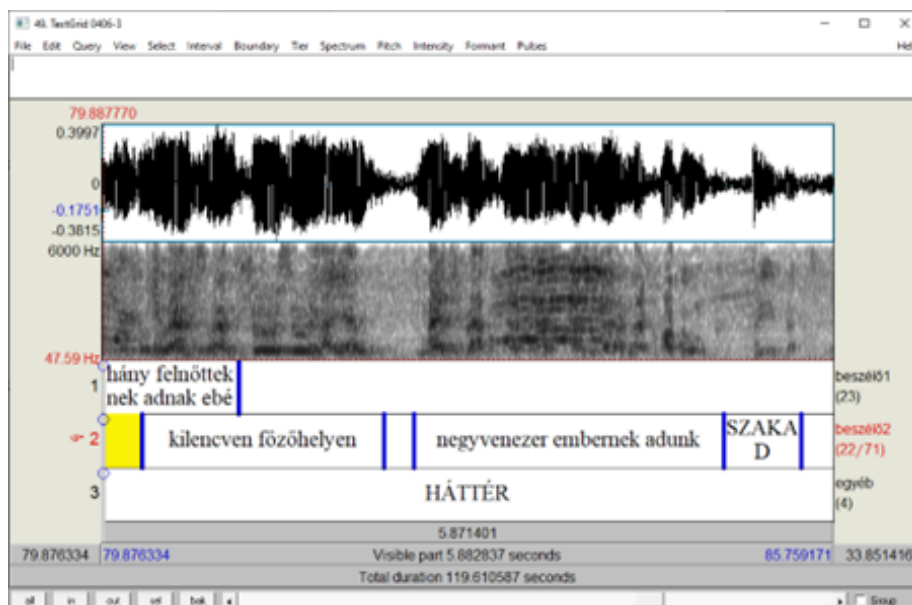 49. TextGrid 0406-3
File Edit Query View Select Interval Boundary Tier Spectrum Pitch Intensity Formant Pulses Hel
79.887770
0.3997
0
-0.1751
-0.3815
6000 Hz
47.59 Hz
1 hány felnőttek
nek adnak ebé
beszélő1
(23)
2 kilencven főzőhelyen negyvenezer embernek adunk SZAKA
D
beszélő2
(22/71)
3 HÁTTÉR
egyéb
(4)
5.871401
79.876334 79.876334 Visible part 5.882837 seconds 85.759171 33.851416
Total duration 119.610587 seconds
all in out sel bak Group